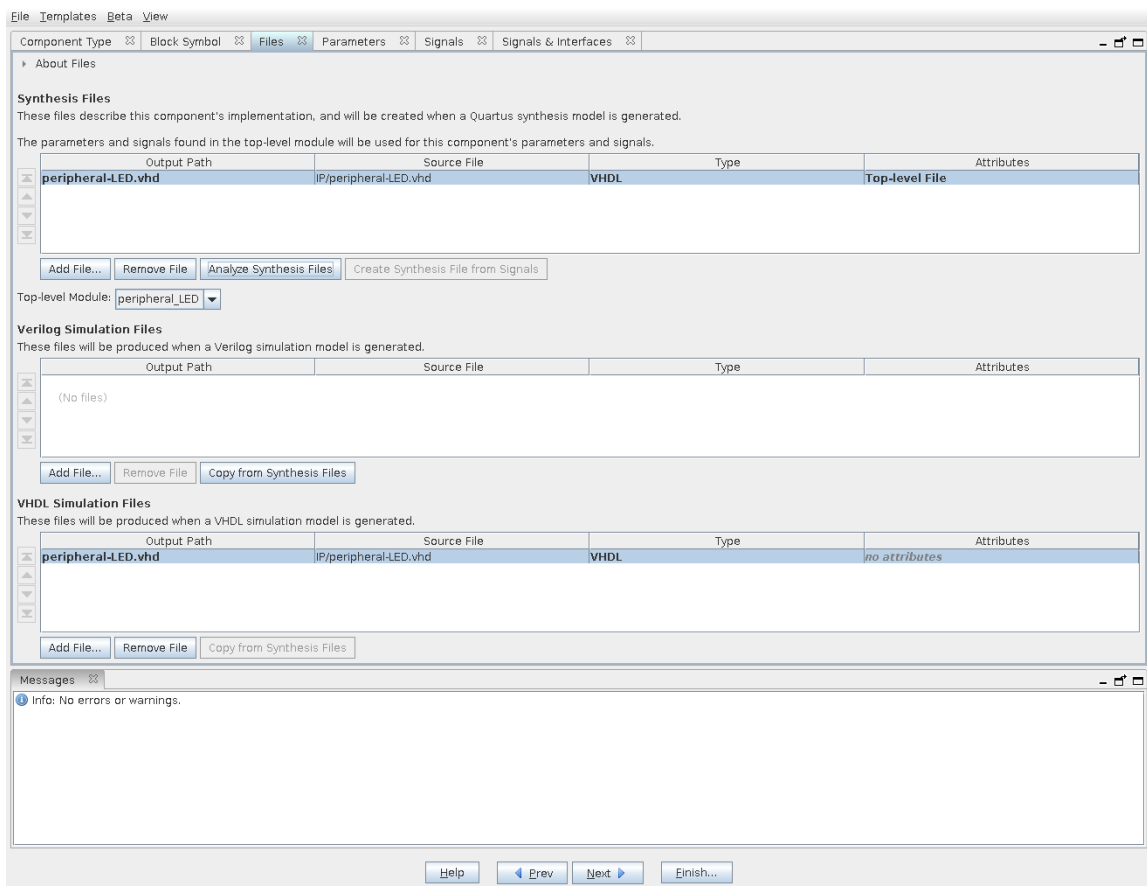 File Templates Beta View
Component Type Block Symbol Files Parameters Signals Signals & Interfaces
About Files
Synthesis Files
These files describe this component's implementation, and will be created when a Quartus synthesis model is generated.
The parameters and signals found in the top-level module will be used for this component's parameters and signals.
Output Path Source File Type Attributes
peripheral-LED.vhd IP/peripheral-LED.vhd VHDL Top-level File
Add File... Remove File Analyze Synthesis Files Create Synthesis File from Signals
Top-level Module: peripheral_LED
Verilog Simulation Files
These files will be produced when a Verilog simulation model is generated.
Output Path Source File Type Attributes
(No files)
Add File... Remove File Copy from Synthesis Files
VHDL Simulation Files
These files will be produced when a VHDL simulation model is generated.
Output Path Source File Type Attributes
peripheral-LED.vhd IP/peripheral-LED.vhd VHDL no attributes
Add File... Remove File Copy from Synthesis Files
Messages
Info: No errors or warnings.
Help Prev Next Finish...